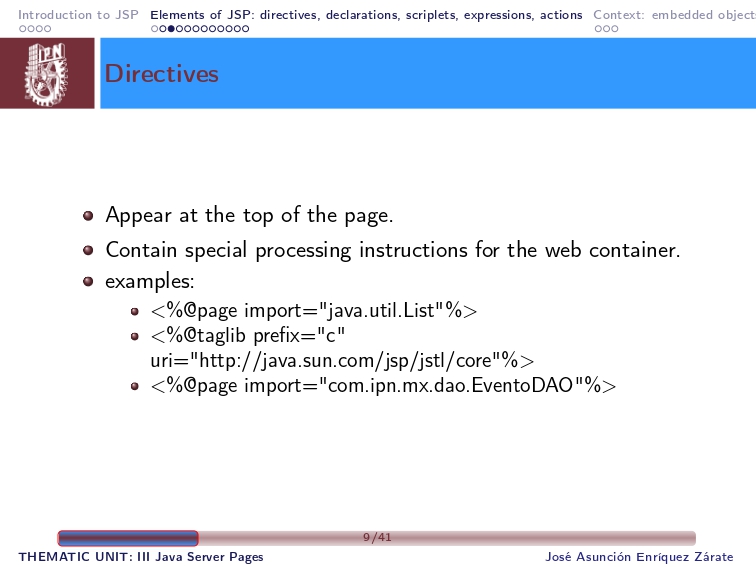 Introduction to JSP Elements of JSP: directives, declarations, scriplets, expressions, actions Context: embedded object
IPN
Directives
Appear at the top of the page.
Contain special processing instructions for the web container.
examples:
<%@page import="java.util.List"%>
<%@taglib prefix="c"
uri="http://java.sun.com/jsp/jstl/core"%>
<%@page import="com.ipn.mx.dao.EventoDAO"%>
9/41
THEMATIC UNIT: III Java Server Pages José Asunción Enríquez Zárate